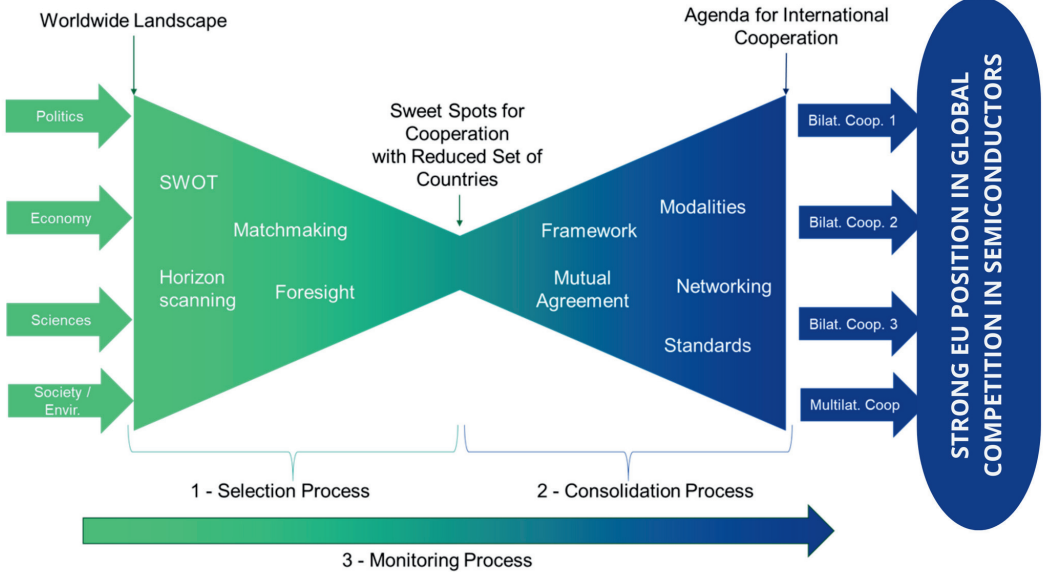 Worldwide Landscape
Agenda for International
Cooperation
Sweet Spots for
Cooperation
with Reduced Set of
Countries
Politics
Economy
Sciences
Society /
Envir.
SWOT
Matchmaking
Horizon
scanning
Foresight
Framework
Mutual
Agreement
Modalities
Networking
Standards
Bilat. Coop. 1
Bilat. Coop. 2
Bilat. Coop. 3
Multilat. Coop
STRONG EU POSITION IN GLOBAL
COMPETITION IN SEMICONDUCTORS
1 - Selection Process
2 - Consolidation Process
3 - Monitoring Process